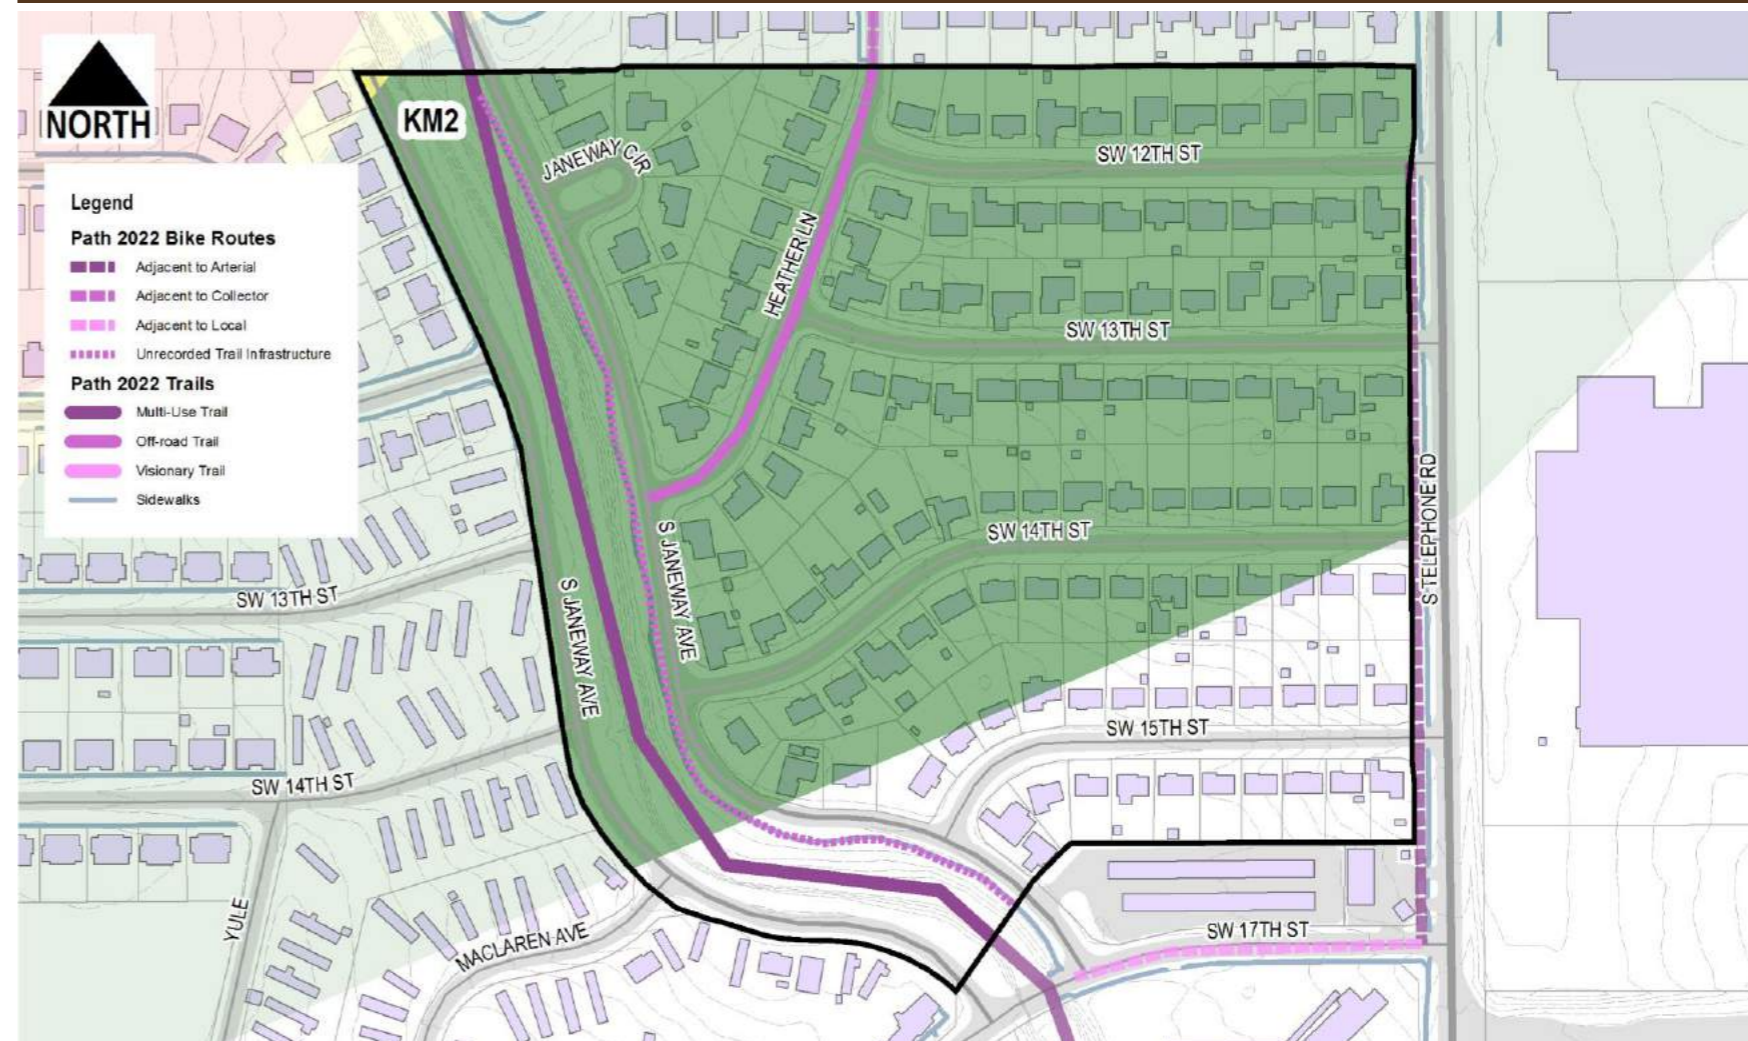 NORTH
KM2
Legend
Path 2022 Bike Routes
Adjacent to Arterial
Adjacent to Collector
Adjacent to Local
Unrecorded Trail Infrastructure
Path 2022 Trails
Multi-Use Trail
Off-road Trail
Visionary Trail
Sidewalks
JANEWAY CIR
HEATHER LN
SW 12TH ST
SW 13TH ST
SW 14TH ST
S TELEPHONE RD
S JANEWAY AVE
S JANEWAY AVE
SW 13TH ST
SW 14TH ST
SW 15TH ST
YULE
MACLAREN AVE
SW 17TH ST